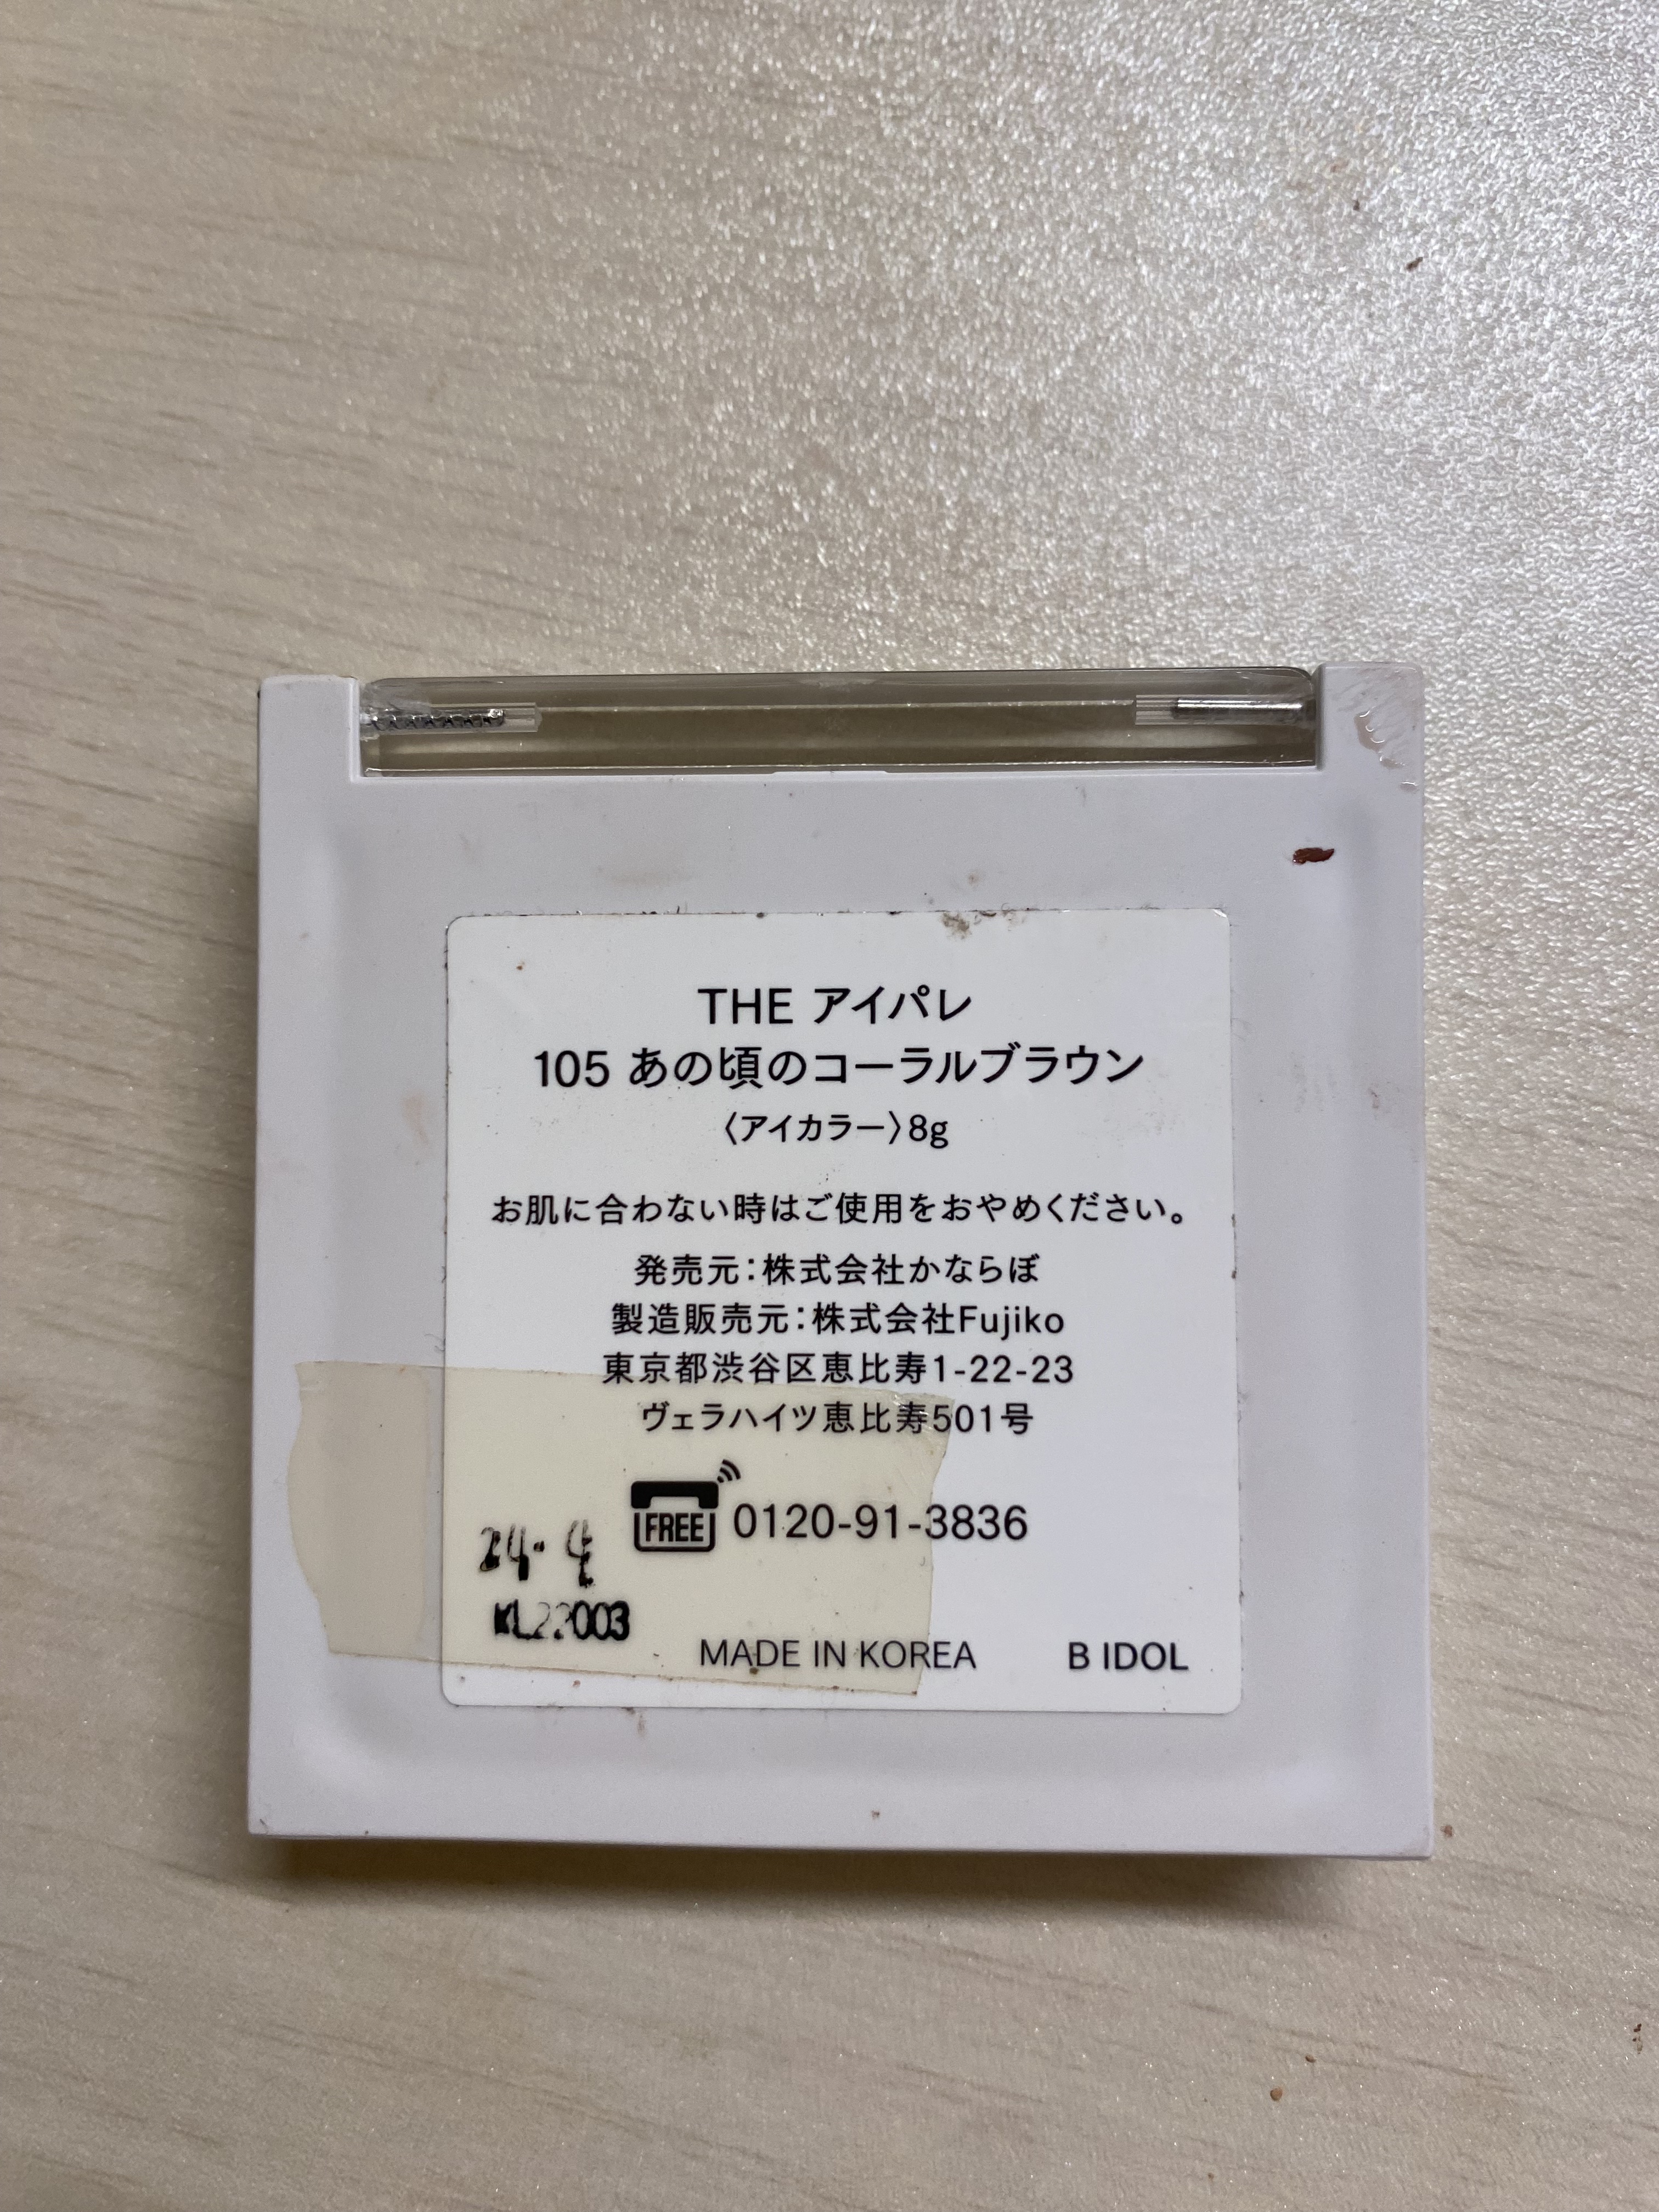 THE アイパレ
105 あの頃のコーラルブラウン
〈アイカラー〉8g
お肌に合わない時はご使用をおやめください。
発売元：株式会社かならぼ
製造販売元：株式会社Fujiko
東京都渋谷区恵比寿1-22-23
ヴェラハイツ恵比寿501号
FREE 0120-91-3836
24. 4
MADE IN KOREA B IDOL